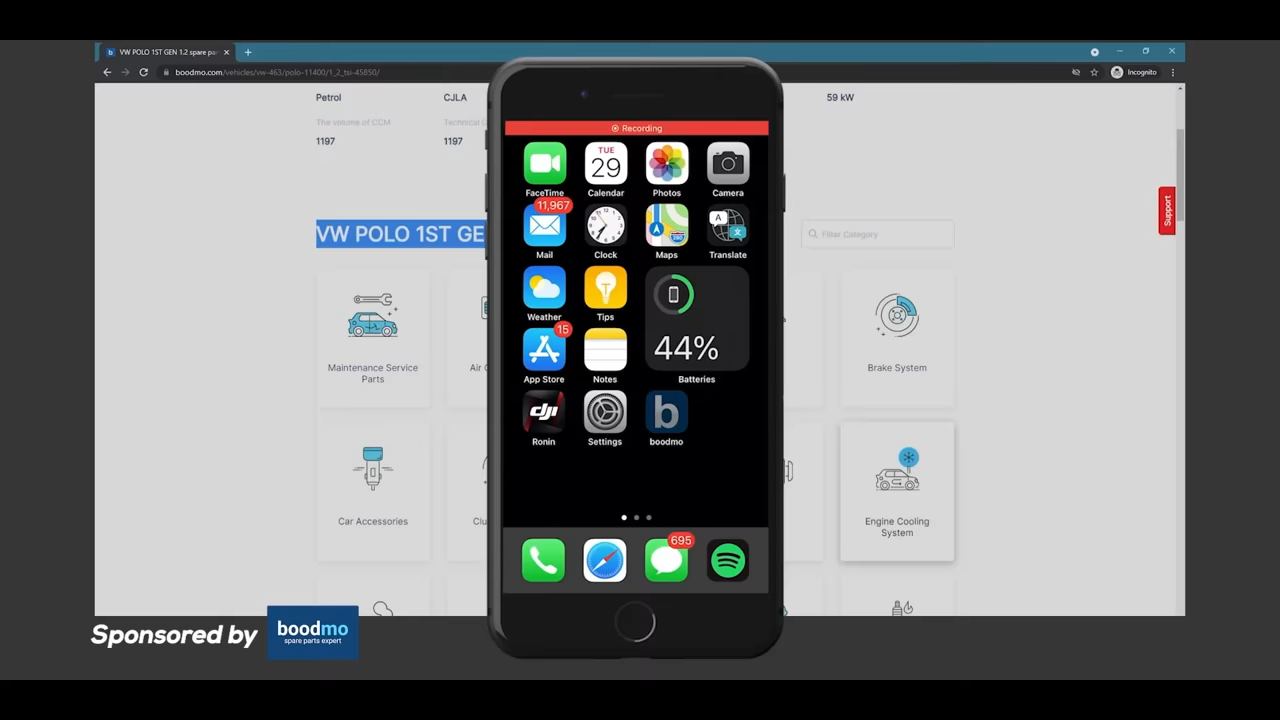 VW POLO 1ST GEN 1.2 spare pa
boodmo.com/vehicles/vw-463/polo-11400/1_2_tsi-45850/
Incognito
Petrol
CJLA
59 kW
The volume of CCM
Technical
1197
1197
Support
VW POLO 1ST GE
Filter Category
Maintenance Service
Parts
Air
Brake System
Car Accessories
Clu
Engine Cooling
System
Recording
TUE
29
FaceTime
Calendar
Photos
Camera
11,967
Mail
Clock
Maps
Translate
Weather
Tips
44%
15
App Store
Notes
Batteries
dji
b
Ronin
Settings
boodmo
695
Sponsored by
boodmo
spare parts expert